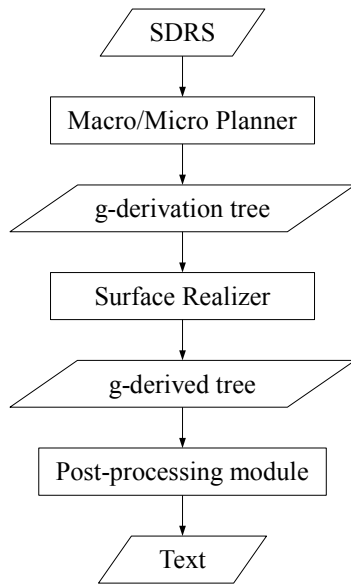 SDRS
Macro/Micro Planner
g-derivation tree
Surface Realizer
g-derived tree
Post-processing module
Text